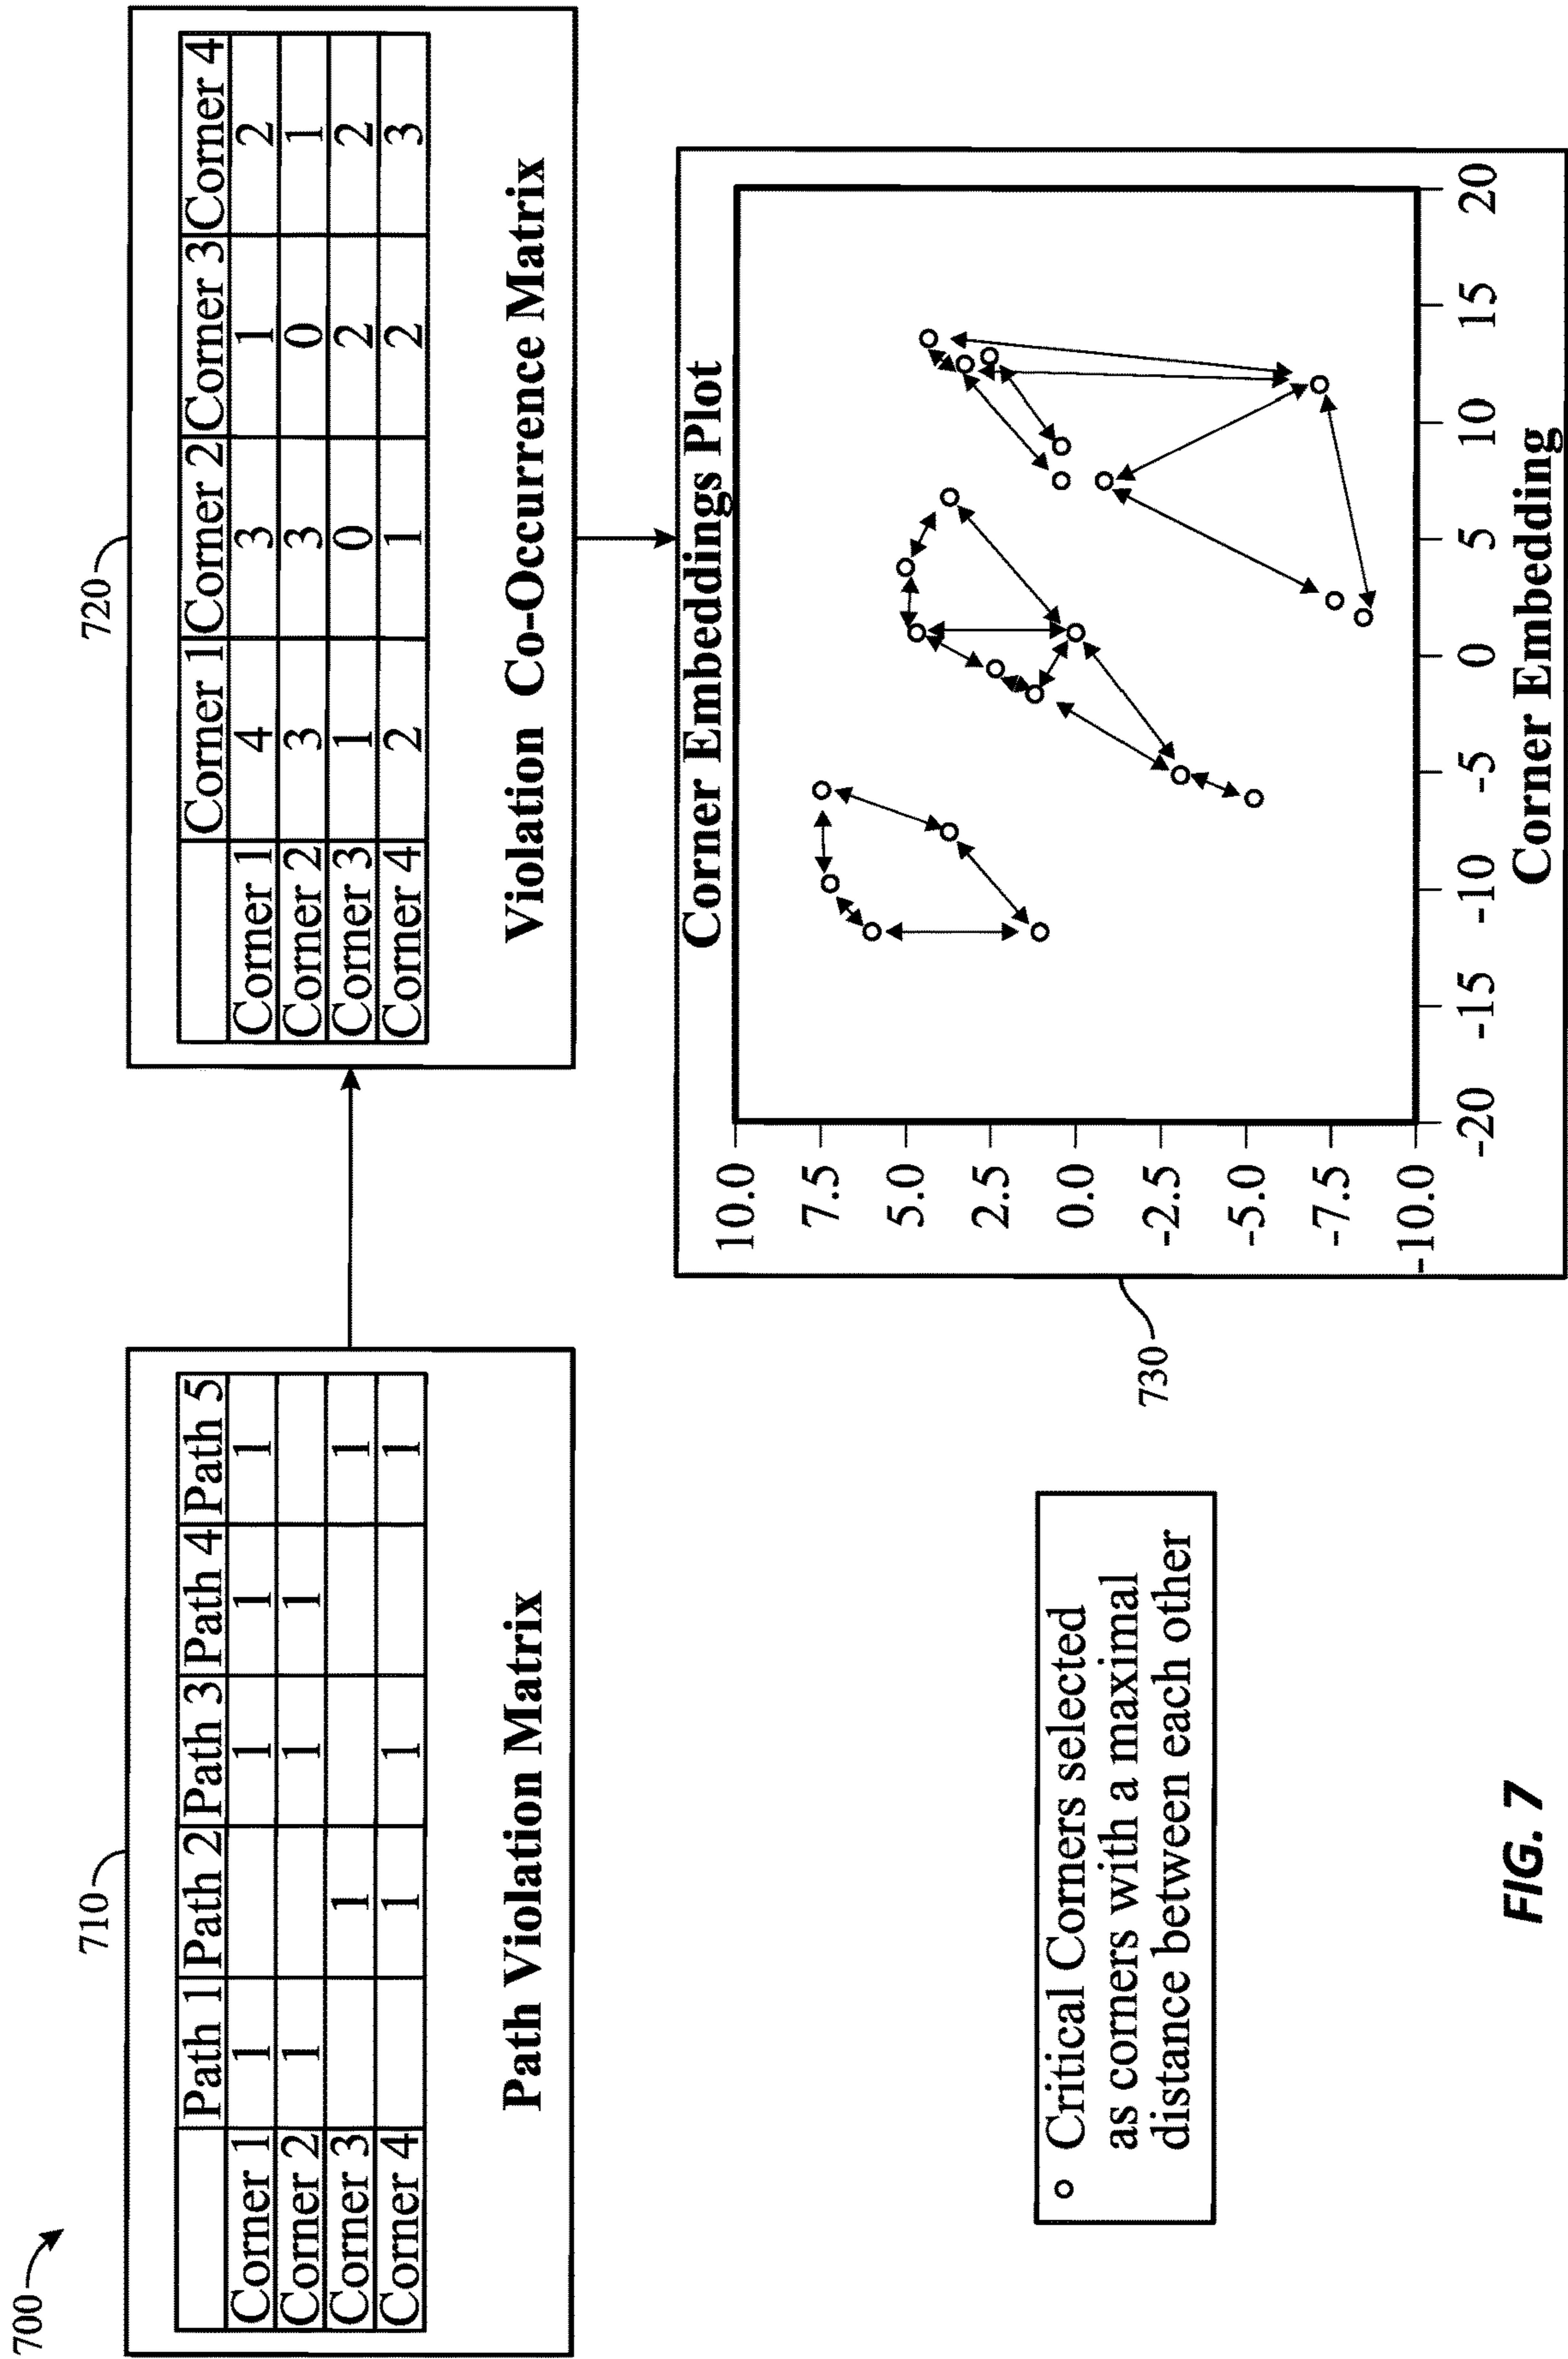 700
710
Path 1 Path 2 Path 3 Path 4 Path 5
Corner 1 1 1 1 1
Corner 2 1 1 1
Corner 3 1 1
Corner 4 1 1 1
Path Violation Matrix
720
Corner 1 Corner 2 Corner 3 Corner 4
Corner 1 4 3 1 2
Corner 2 3 3 0 1
Corner 3 1 0 2 2
Corner 4 2 1 2 3
Violation Co-Occurrence Matrix
Critical Corners selected
as corners with a maximal
distance between each other
730
Corner Embeddings Plot
10.0
7.5
5.0
2.5
0.0
-2.5
-5.0
-7.5
-10.0
-20 -15 -10 -5 0 5 10 15 20
Corner Embedding
FIG. 7